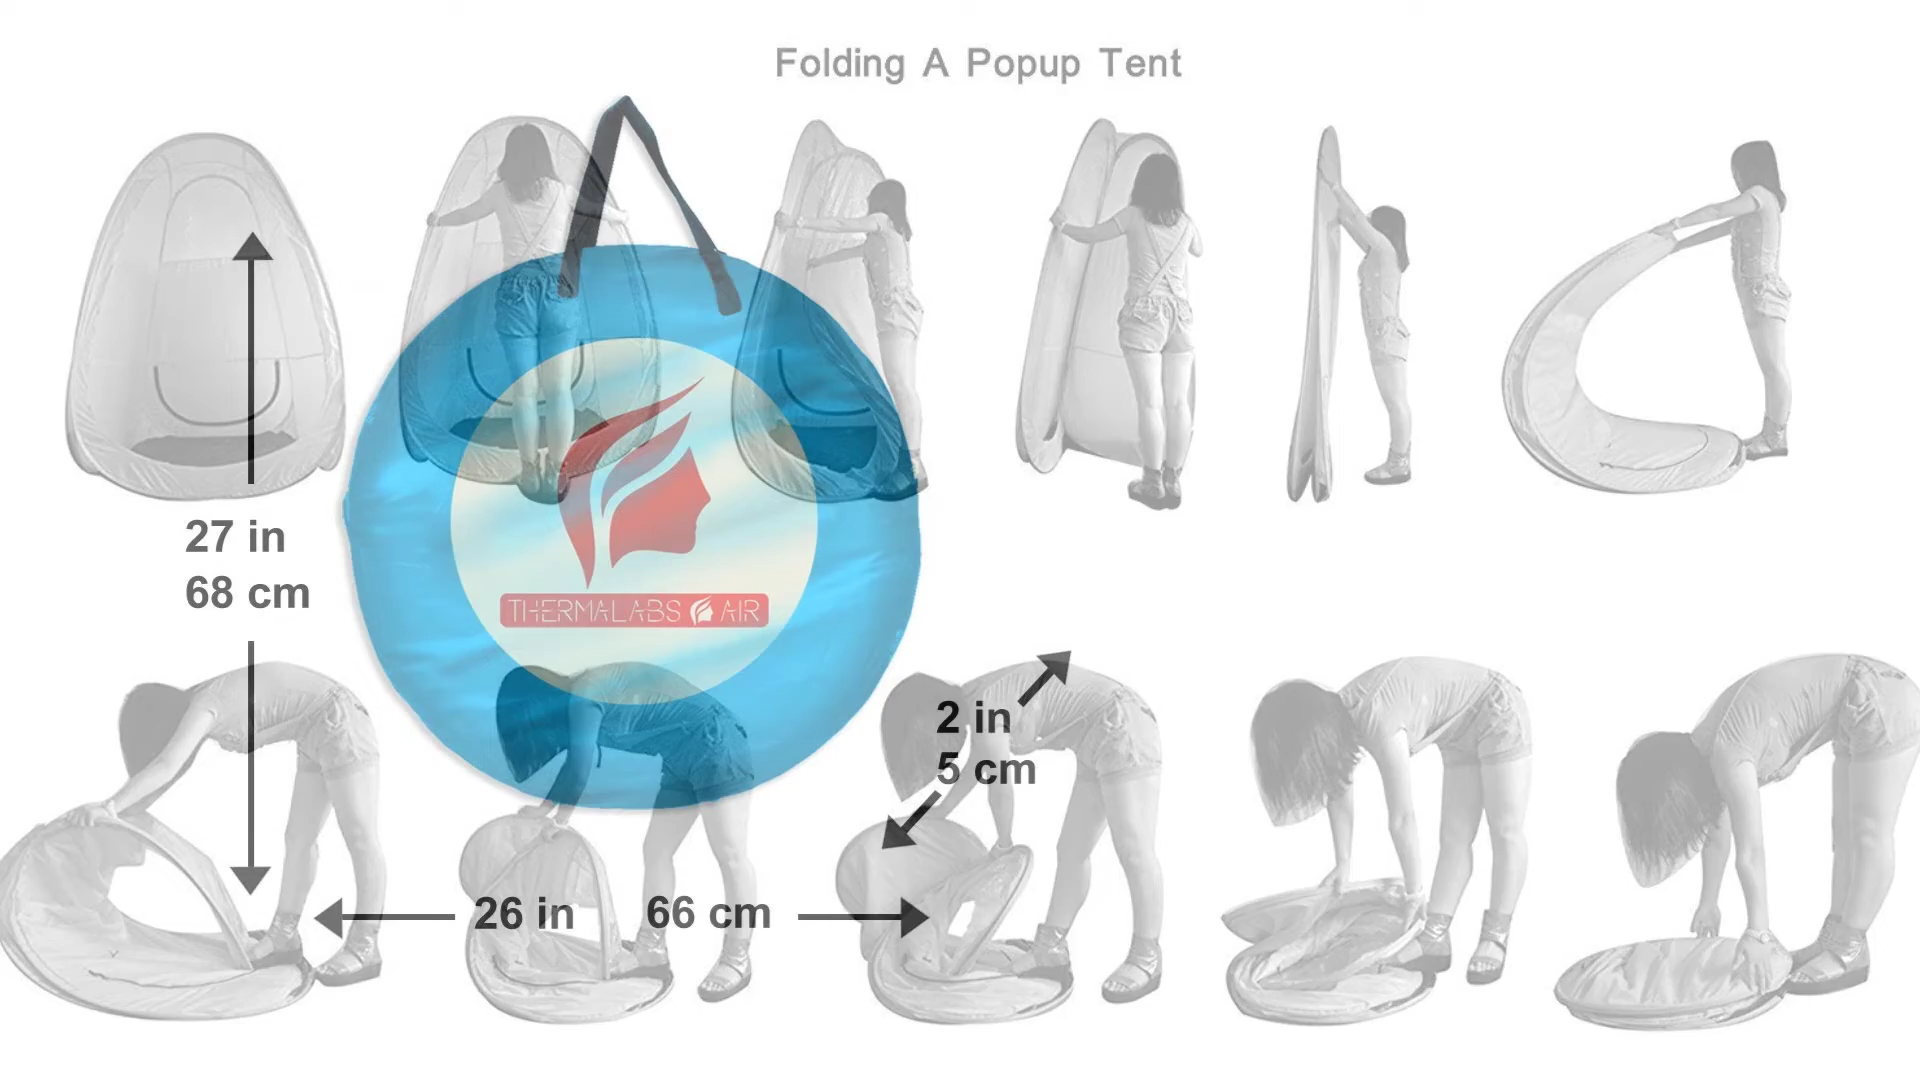 Folding A Popup Tent
27 in
68 cm
THERMALABS AIR
2 in
5 cm
26 in 66 cm